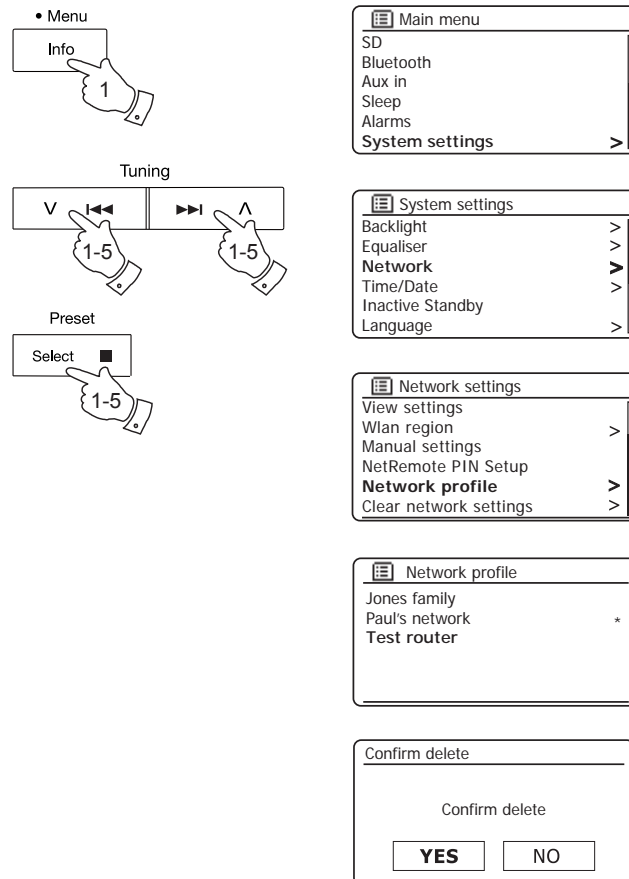 • Menu
Info
1
Tuning
V I◀◀ ▶▶I Λ
1-5 1-5
Preset
Select ■
1-5
Main menu
SD
Bluetooth
Aux in
Sleep
Alarms
System settings >
System settings
Backlight >
Equaliser >
Network >
Time/Date >
Inactive Standby
Language >
Network settings
View settings
Wlan region >
Manual settings
NetRemote PIN Setup
Network profile >
Clear network settings >
Network profile
Jones family
Paul's network *
Test router
Confirm delete
Confirm delete
YES NO